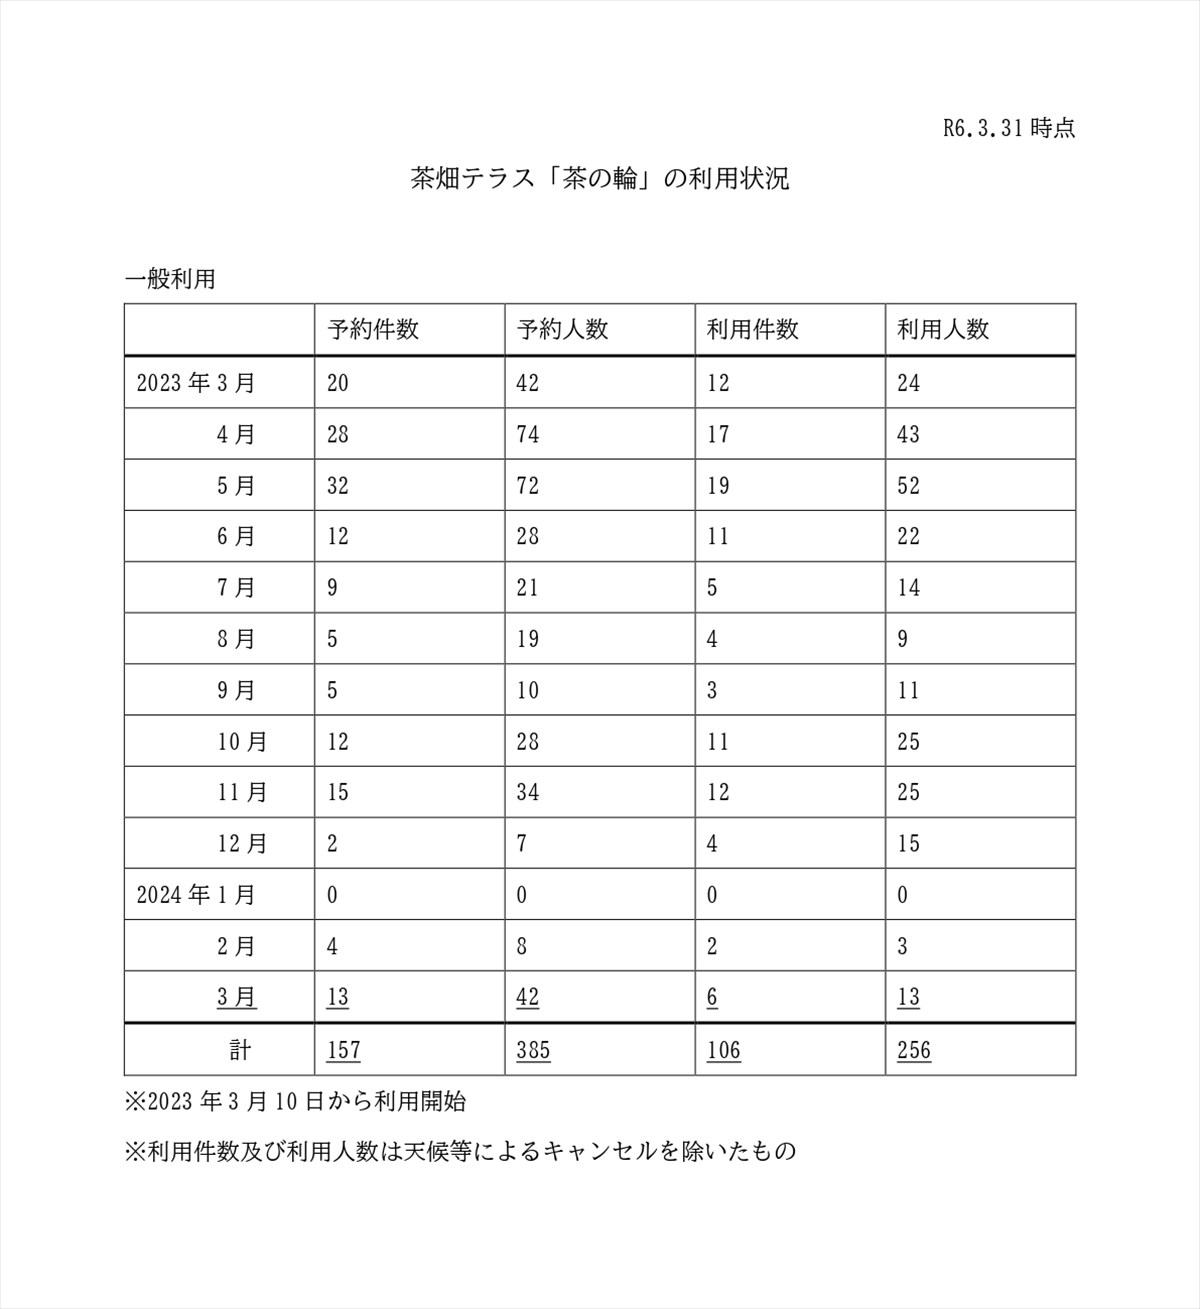 R6.3.31時点
茶畑テラス「茶の輪」の利用状況
一般利用
予約件数 予約人数 利用件数 利用人数
2023年3月 20 42 12 24
4月 28 74 17 43
5月 32 72 19 52
6月 12 28 11 22
7月 9 21 5 14
8月 5 19 4 9
9月 5 10 3 11
10月 12 28 11 25
11月 15 34 12 25
12月 2 7 4 15
2024年1月 0 0 0 0
2月 4 8 2 3
3月 13 42 6 13
計 157 385 106 256
※2023年3月10日から利用開始
※利用件数及び利用人数は天候等によるキャンセルを除いたもの